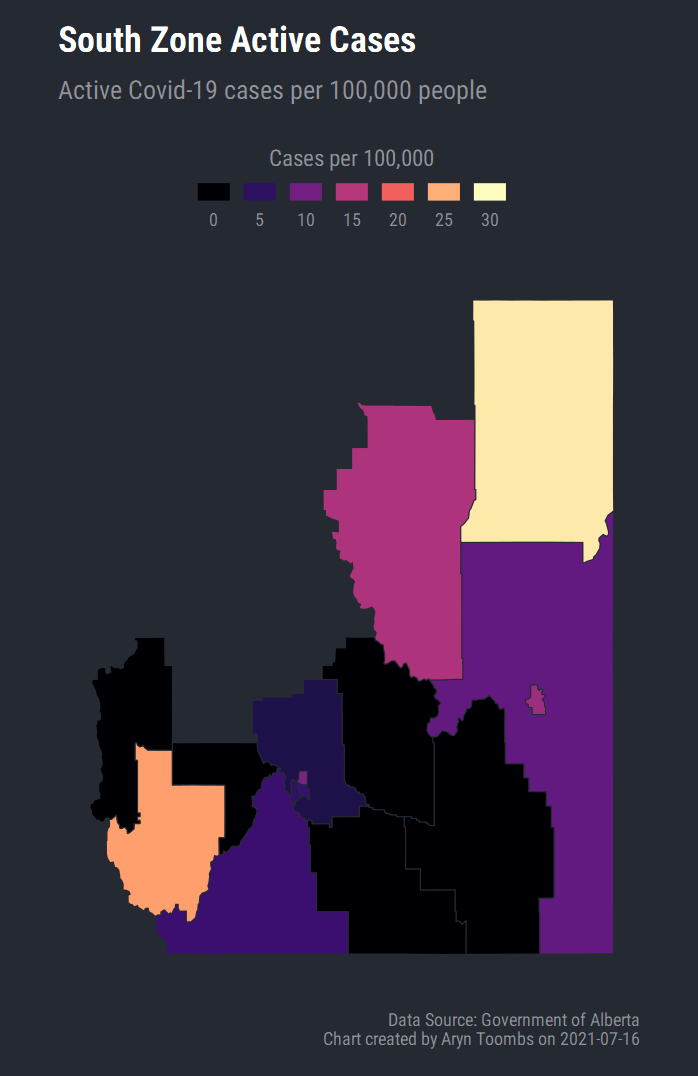 South Zone Active Cases
Active Covid-19 cases per 100,000 people
Cases per 100,000
0 5 10 15 20 25 30
Data Source: Government of Alberta
Chart created by Aryn Toombs on 2021-07-16